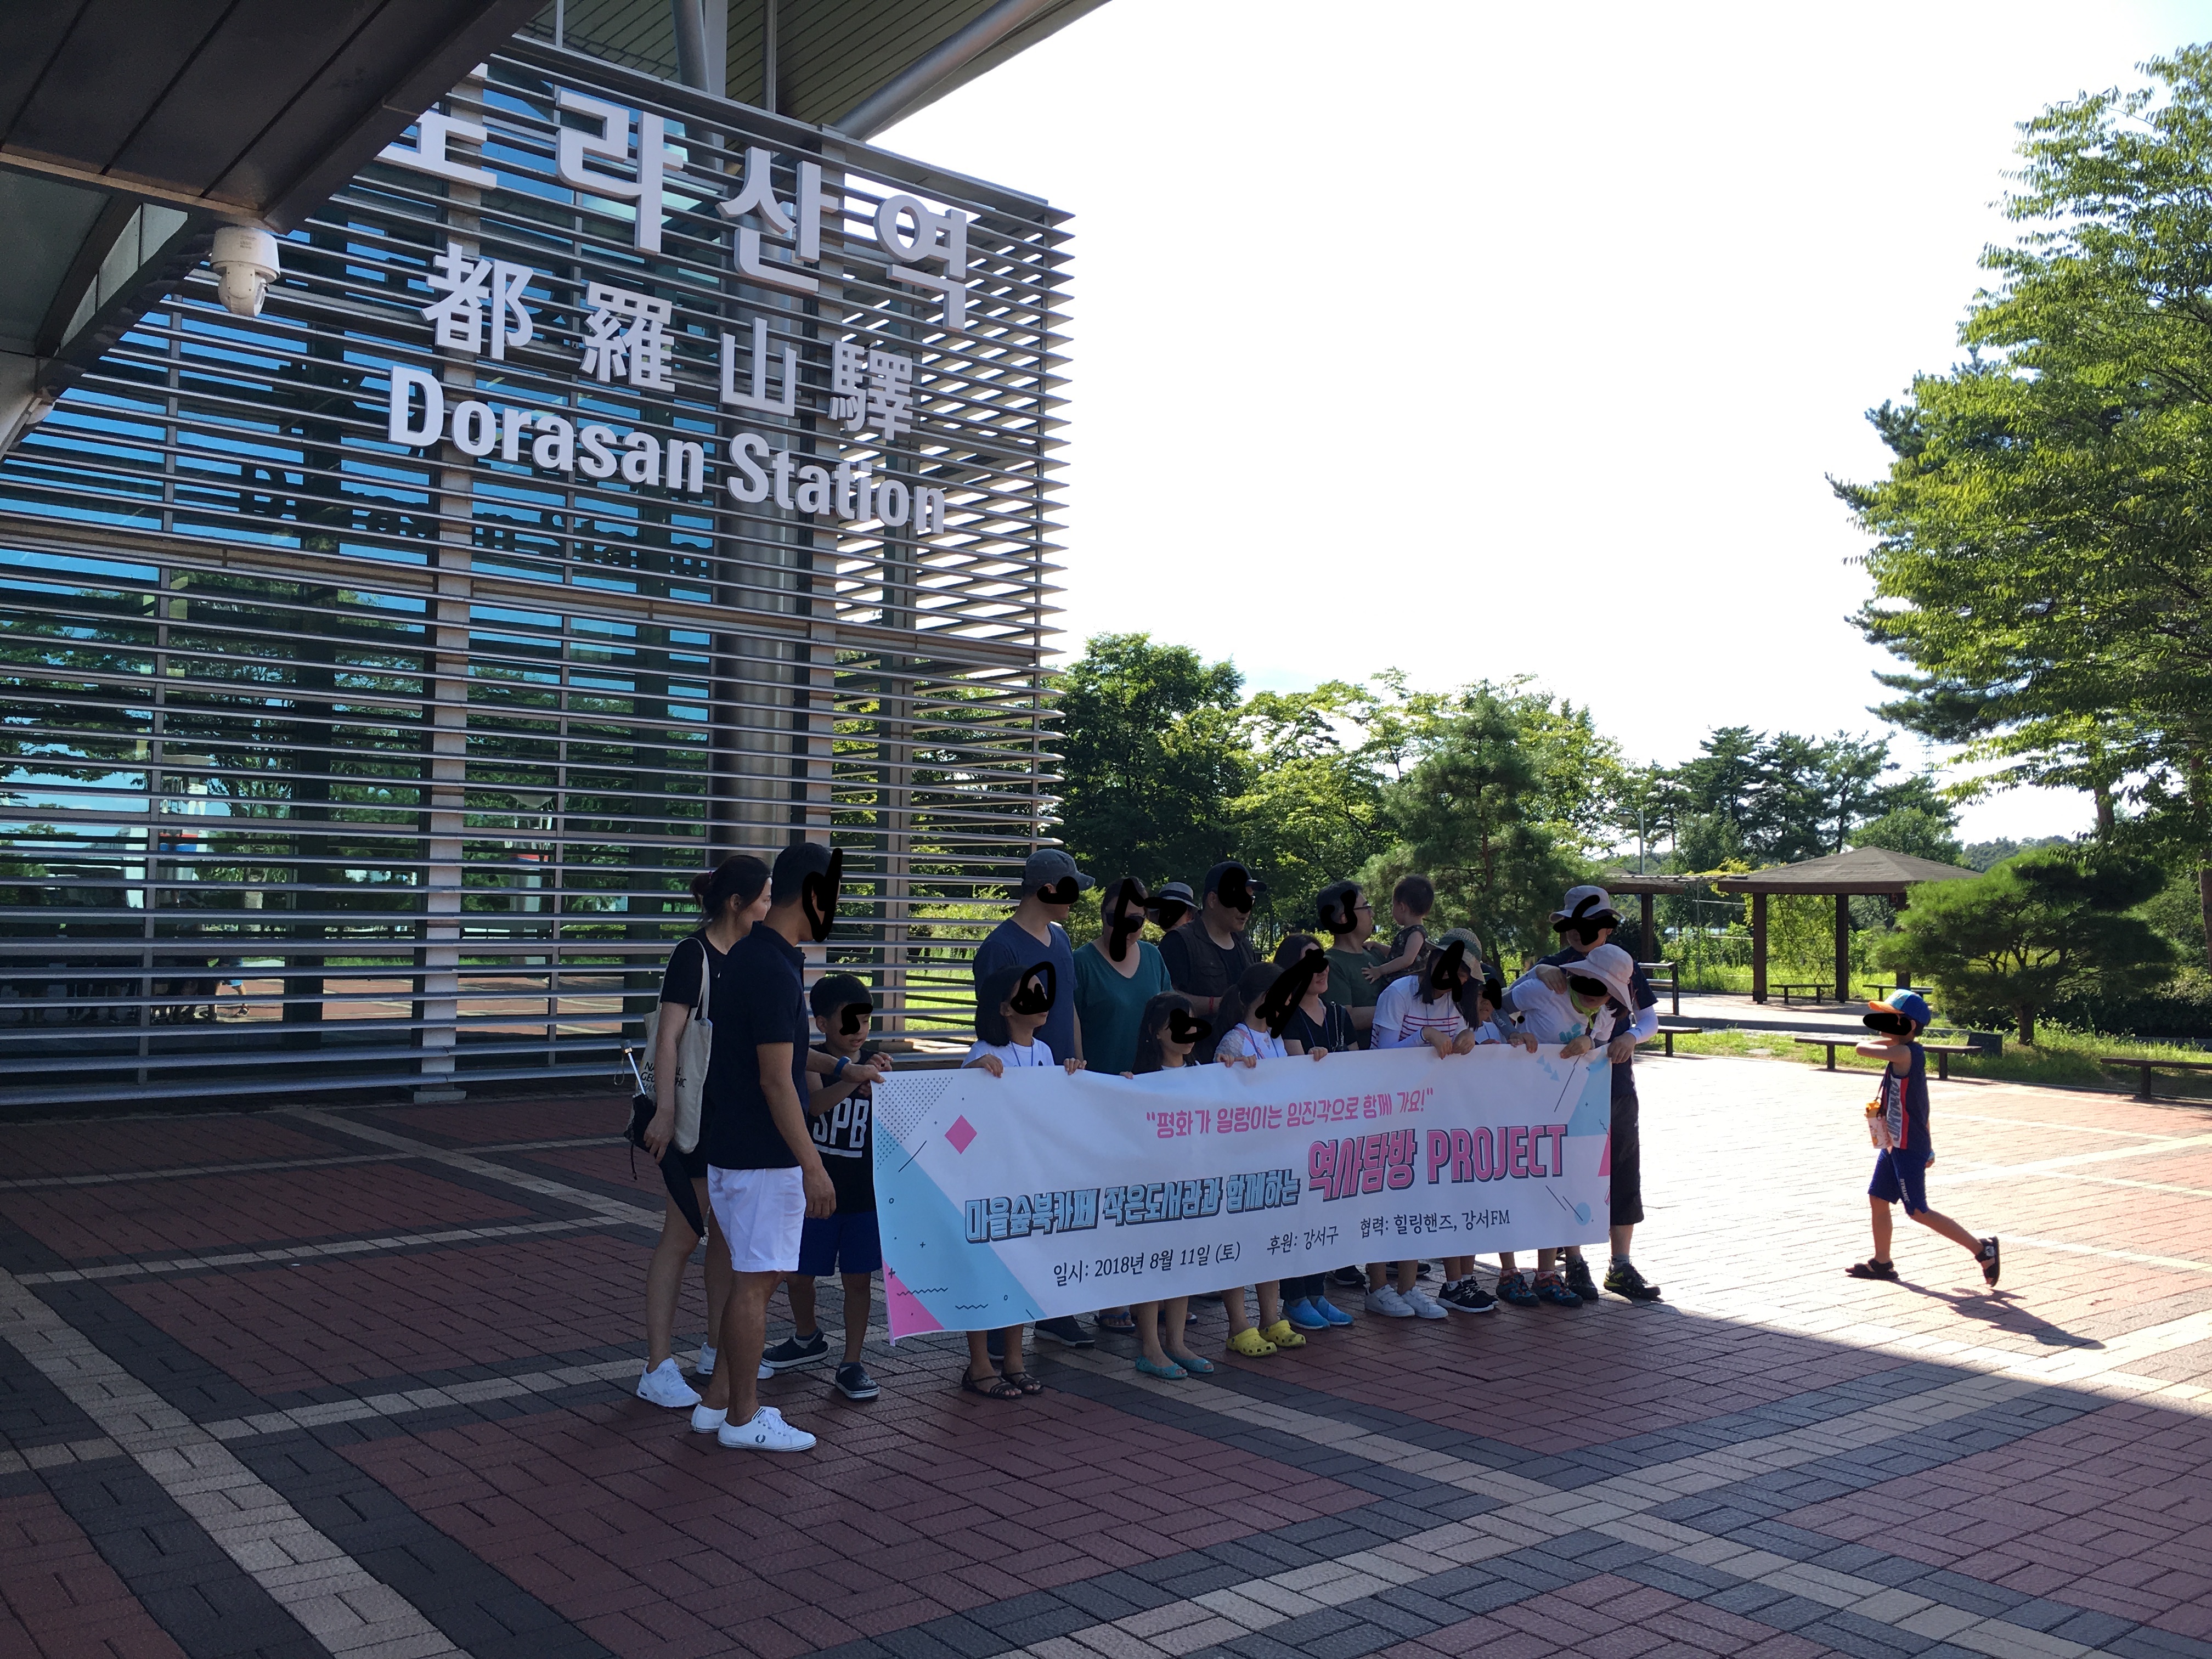 도라산역
都羅山驛
Dorasan Station
"평화가 일렁이는 임진각으로 함께 가요!"
마을숲북카페 작은도서관과 함께하는 역사탐방 PROJECT
일시: 2018년 8월 11일 (토) 후원: 강서구 협력: 힐링핸즈, 강서FM
NATIONAL
GEOGRAPHIC
SPB